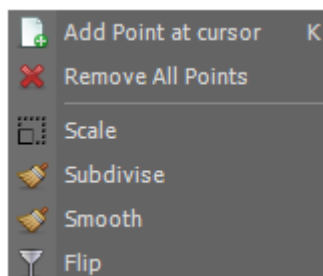 Add Point at cursor K
Remove All Points
Scale
Subdivise
Smooth
Flip